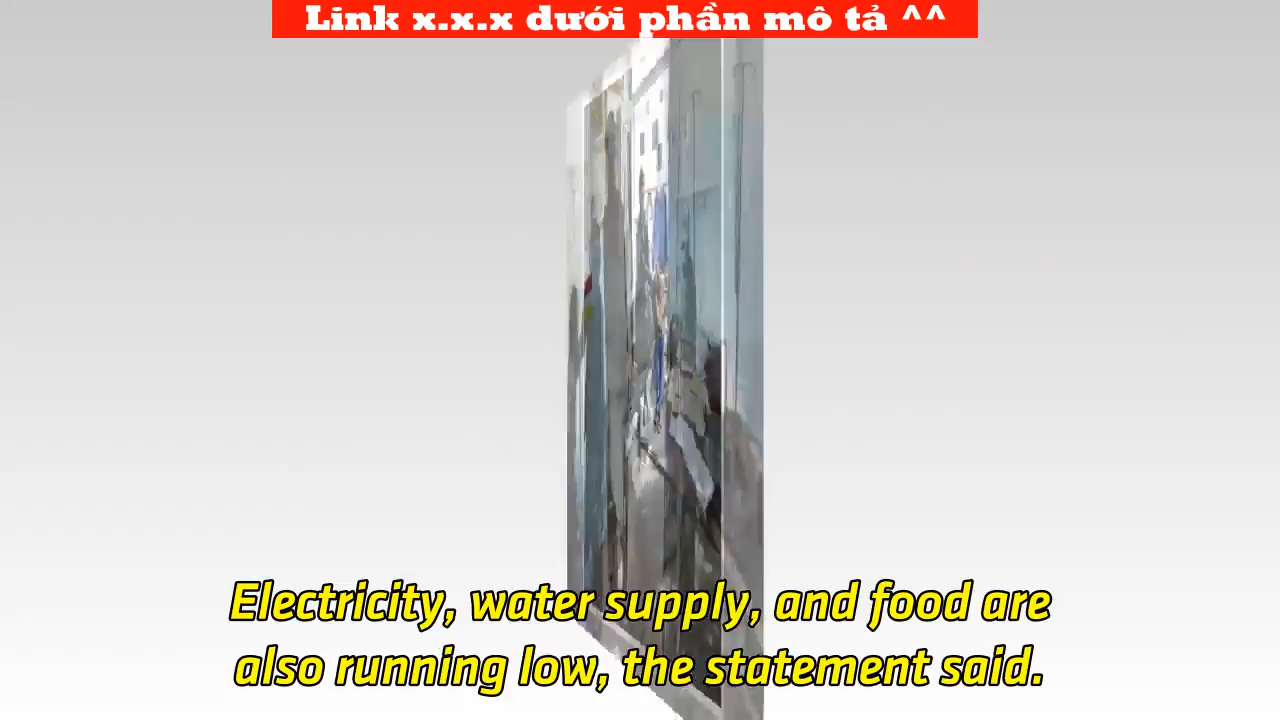 Link x.x.x dưới phần mô tả ^^
Electricity, water supply, and food are
also running low, the statement said.